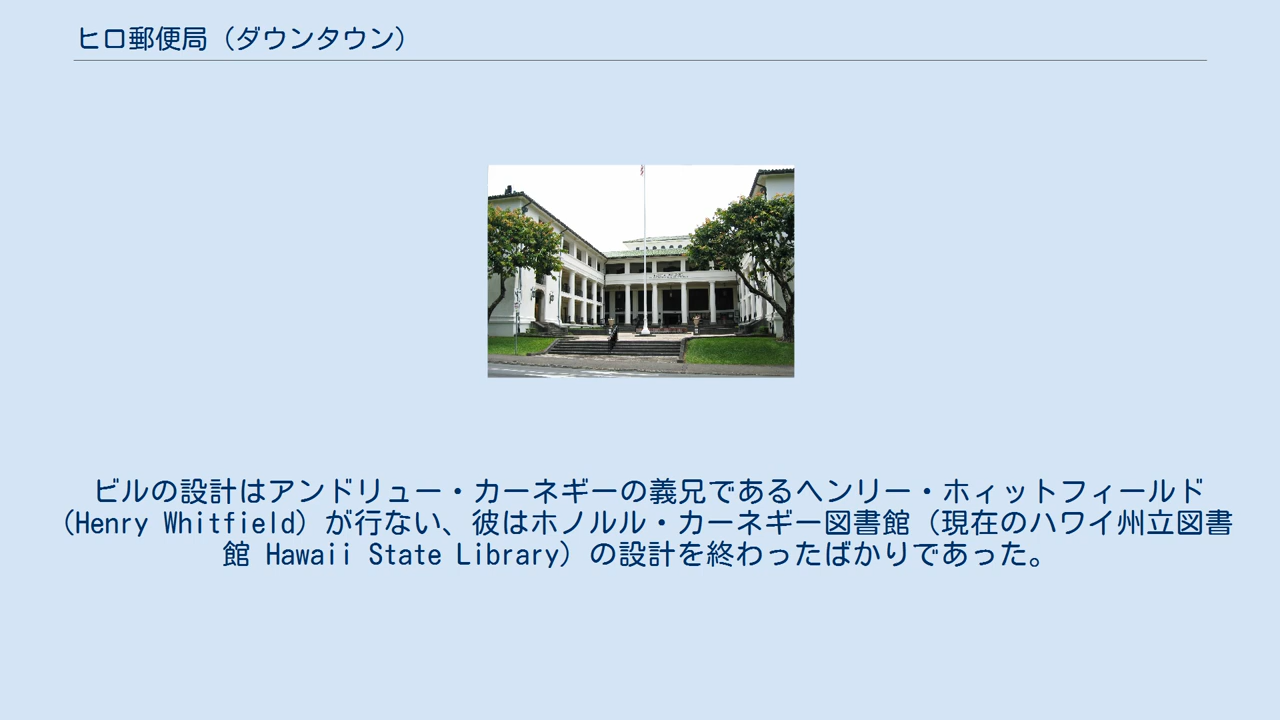 ヒロ郵便局（ダウンタウン）
ビルの設計はアンドリュー・カーネギーの義兄であるヘンリー・ホィットフィールド
（Henry Whitfield）が行ない、彼はホノルル・カーネギー図書館（現在のハワイ州立図書
館 Hawaii State Library）の設計を終わったばかりであった。